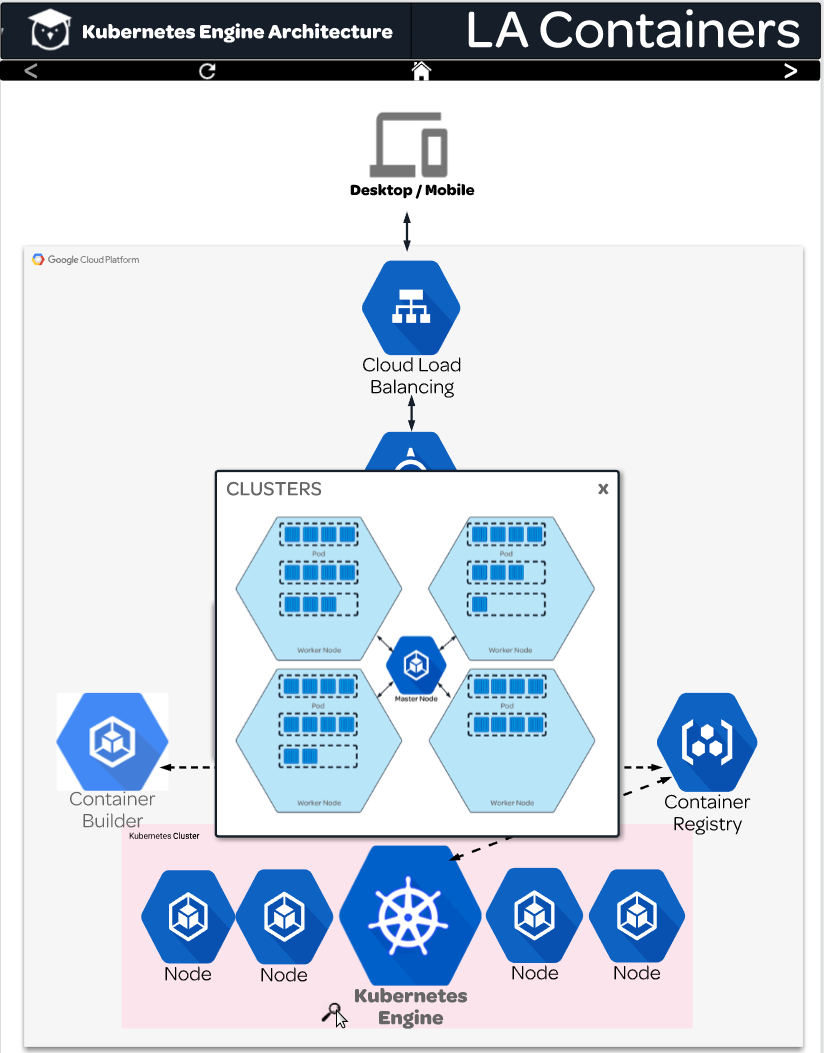 Kubernetes Engine Architecture
LA Containers
<
>
Desktop / Mobile
Google Cloud Platform
Cloud Load
Balancing
CLUSTERS
x
Pod
Worker Node
Pod
Worker Node
Master Node
Pod
Worker Node
Pod
Worker Node
Container
Builder
Container
Registry
Kubernetes Cluster
Node
Node
Kubernetes
Engine
Node
Node